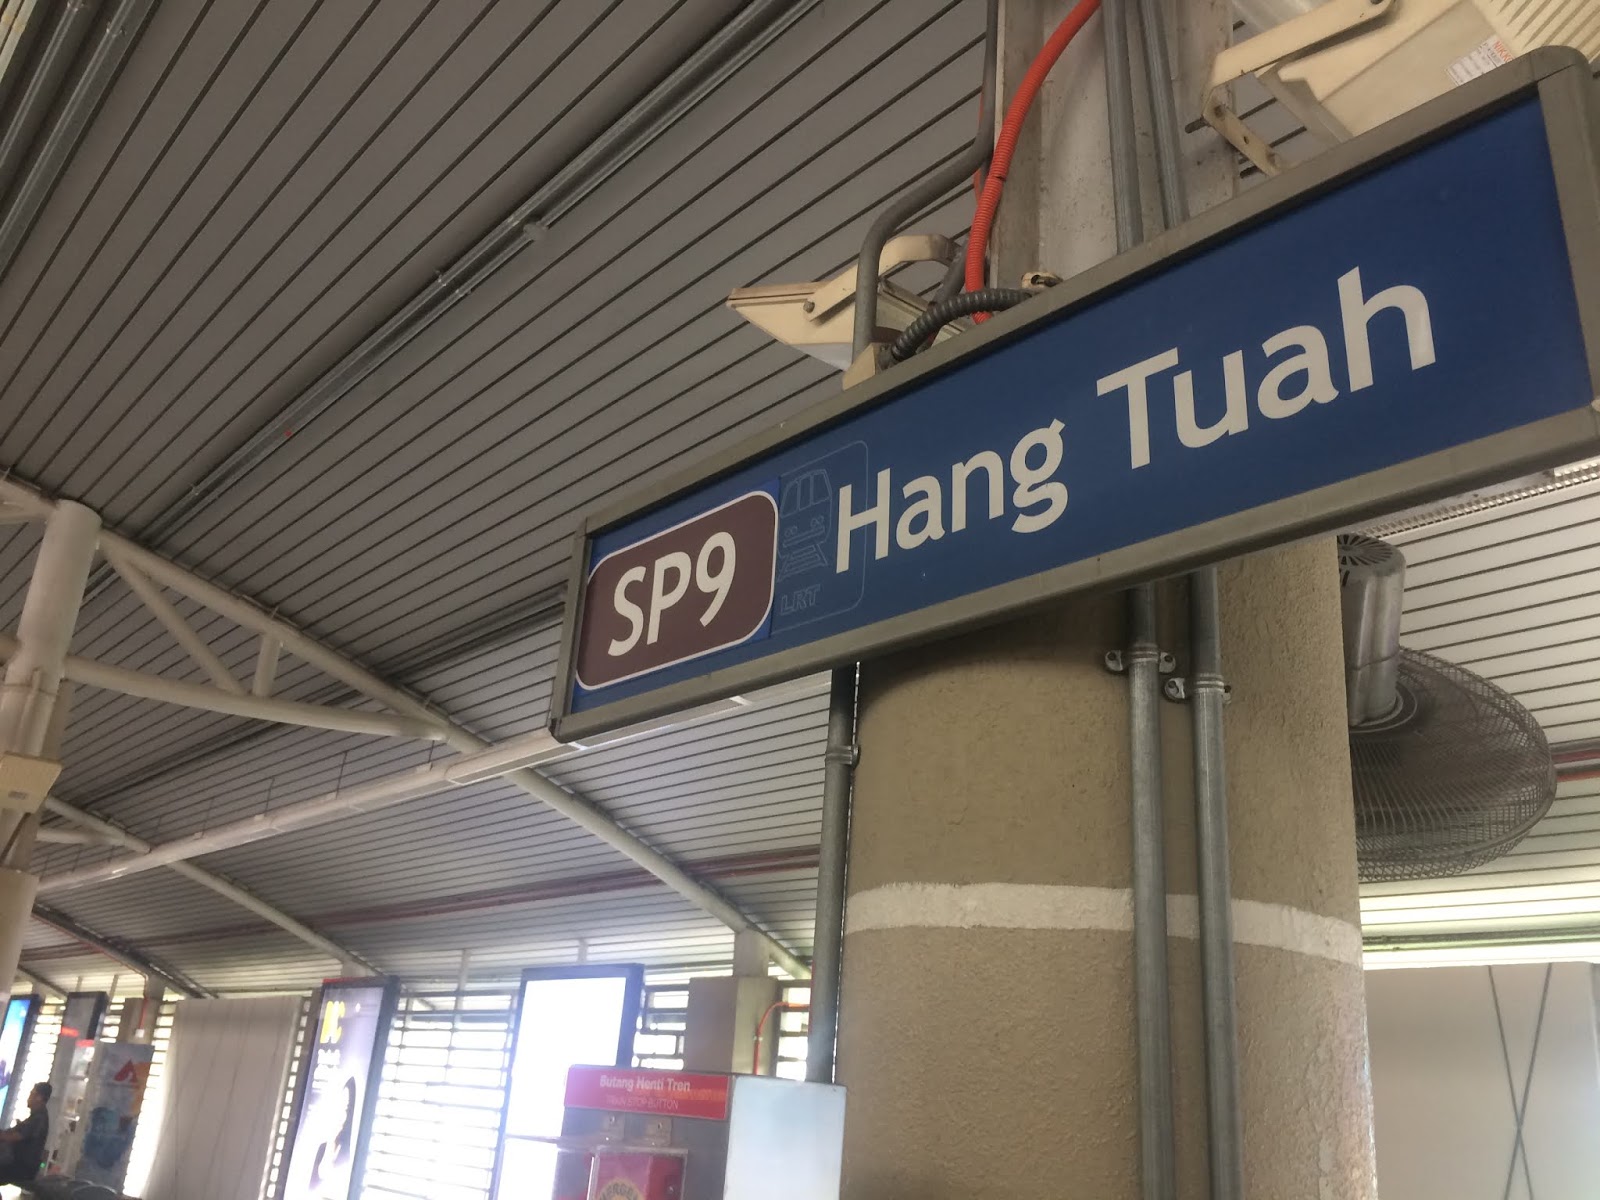 SP9 Hang Tuah
LRT
Butang Henti Tren
TRAIN STOP BUTTON